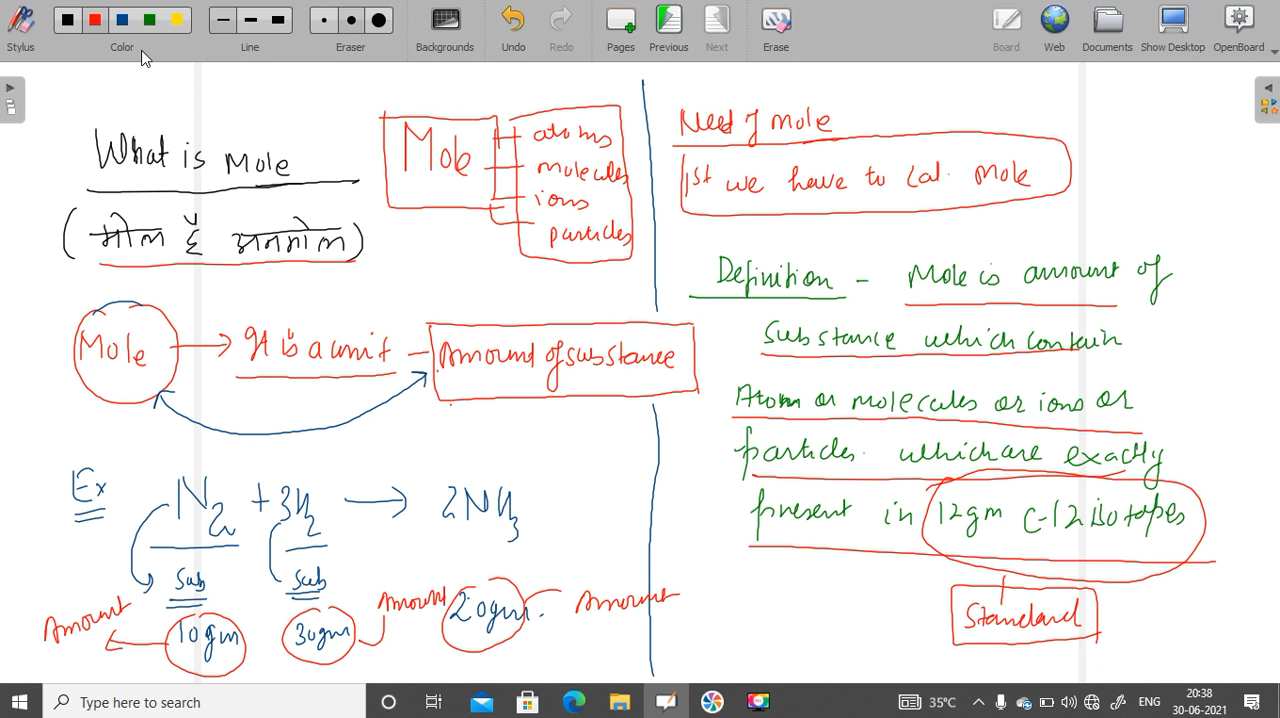 Stylus
Color
Line
Eraser
Backgrounds
Undo
Redo
Pages
Previous
Next
Erase
Board
Web
Documents
Show Desktop
OpenBoard
What is Mole
(मोल है
Mole
atoms
molecules
ions
particles
Mole → It is a unit - Amount of substance
Ex N2 + 3H2 → 2NH3
Sub Sub
Amount Amount Amount
10gm 30gm 20gm.
Need of mole
1st we have to Cal. Mole
Definition - Mole is amount of
Substance which contain
Atom or molecules or ions or
particles. which are exactly
present in 12gm C-12 isotopes
Standard
Type here to search
35°C
ENG
20:38
30-06-2021